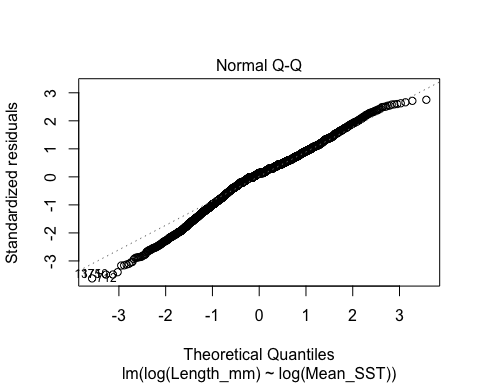 Normal Q-Q
Standardized residuals
3
2
1
0
-1
-2
-3
-3 -2 -1 0 1 2 3
Theoretical Quantiles
lm(log(Length_mm) ~ log(Mean_SST))